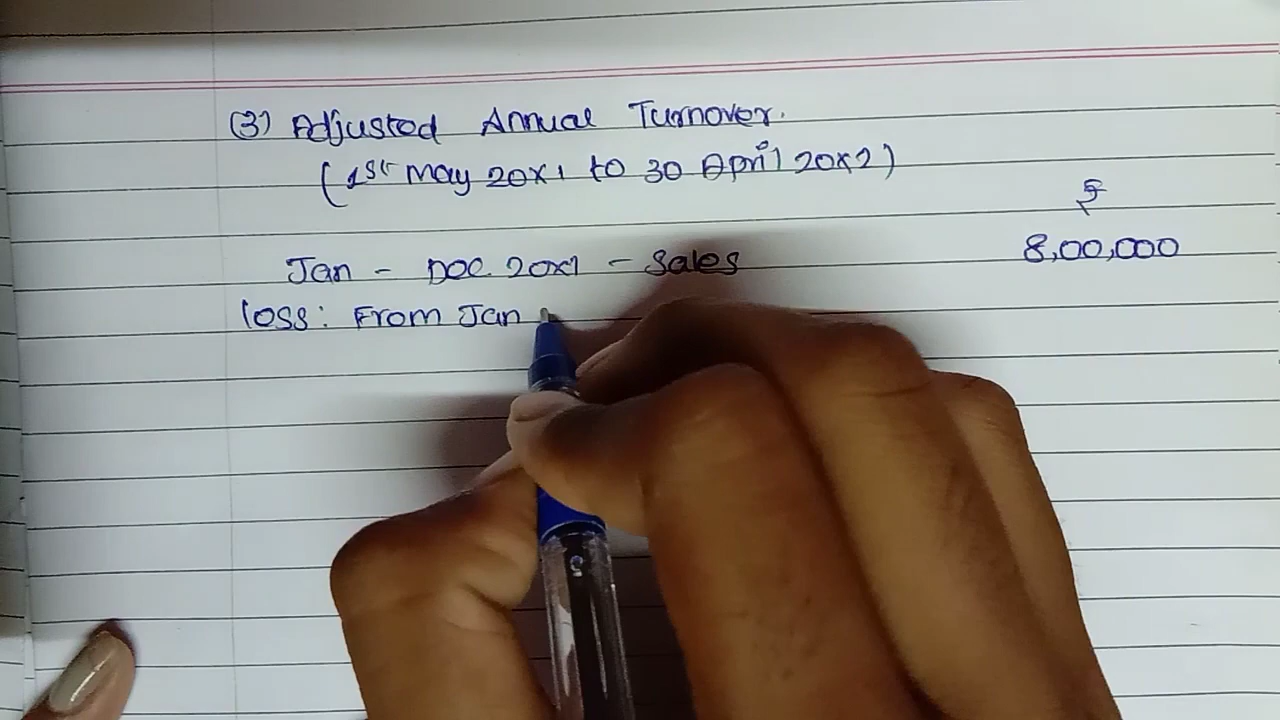 (3) Adjusted Annual Turnover.
(1st May 20x1 to 30 April 20x2)
₹
Jan - Dec 20x1 - Sales 8,00,000
Less: From Jan